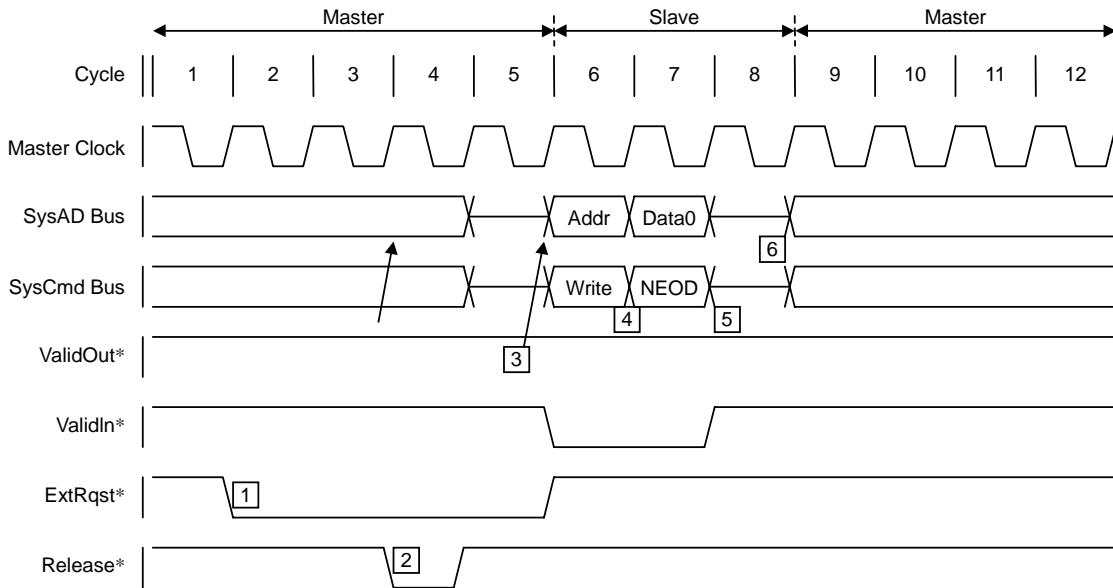 Master Slave Master
Cycle 1 2 3 4 5 6 7 8 9 10 11 12
Master Clock
SysAD Bus Addr Data0
6
SysCmd Bus Write NEOD
4 5
ValidOut* 3
ValidIn*
ExtRqst* 1
Release* 2